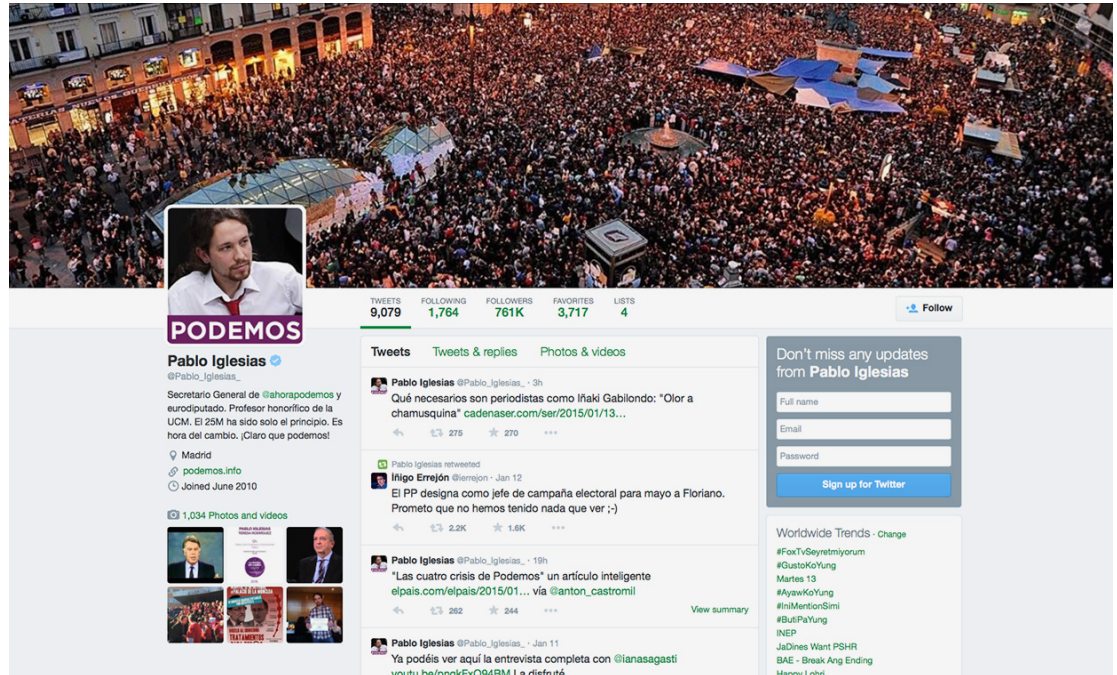 PODEMOS
Pablo Iglesias
@Pablo_Iglesias_
Secretario General de @ahorapodemos y
eurodiputado. Profesor honorífico de la
UCM. El 25M ha sido solo el principio. Es
hora del cambio. ¡Claro que podemos!
Madrid
podemos.info
Joined June 2010
1,034 Photos and videos
TWEETS FOLLOWING FOLLOWERS FAVORITES LISTS
9,079 1,764 761K 3,717 4
Follow
Tweets Tweets & replies Photos & videos
Pablo Iglesias @Pablo_Iglesias_ · 3h
Qué necesarios son periodistas como Iñaki Gabilondo: "Olor a
chamusquina" cadenaser.com/ser/2015/01/13…
275 270
Pablo Iglesias retweeted
Íñigo Errejón @ierrejon · Jan 12
El PP designa como jefe de campaña electoral para mayo a Floriano.
Prometo que no hemos tenido nada que ver ;-)
2.2K 1.6K
Pablo Iglesias @Pablo_Iglesias_ · 19h
"Las cuatro crisis de Podemos" un artículo inteligente
elpais.com/elpais/2015/01… vía @anton_castromil
262 244 View summary
Pablo Iglesias @Pablo_Iglesias_ · Jan 11
Ya podéis ver aquí la entrevista completa con @ianasagasti
La disfruté
Don't miss any updates
from Pablo Iglesias
Full name
Email
Password
Sign up for Twitter
Worldwide Trends · Change
#FoxTvSeyretmiyorum
#GustoKoYung
Martes 13
#AyawKoYung
#IniMentionSimi
#ButiPaYung
INEP
JaDines Want PSHR
BAE - Break Ang Ending
Happy Lohri